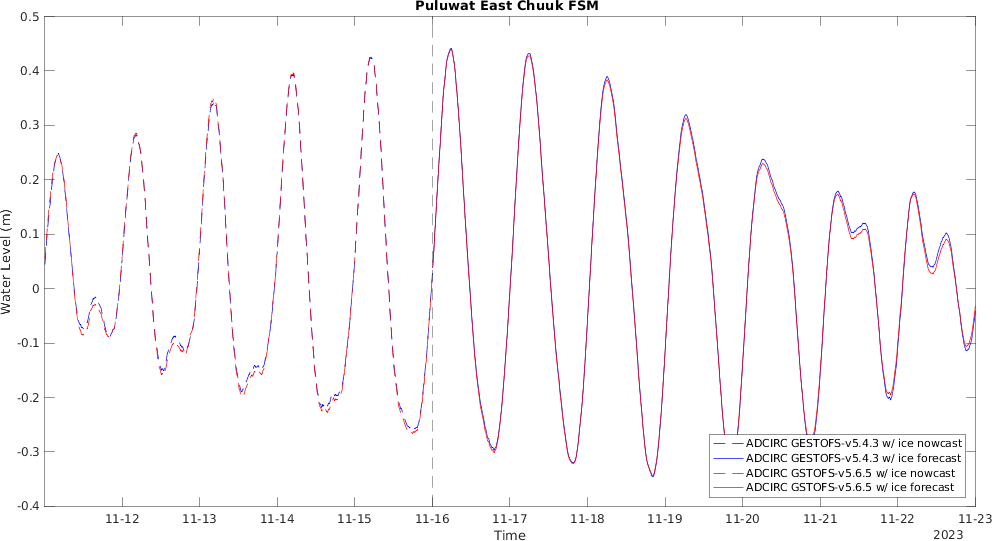 Puluwat East Chuuk FSM
0.5
0.4
0.3
0.2
0.1
0
-0.1
-0.2
-0.3
-0.4
Water Level (m)
ADCIRC GESTOFS-v5.4.3 w/ ice nowcast
ADCIRC GESTOFS-v5.4.3 w/ ice forecast
ADCIRC GSTOFS-v5.6.5 w/ ice nowcast
ADCIRC GSTOFS-v5.6.5 w/ ice forecast
11-12 11-13 11-14 11-15 11-16 11-17 11-18 11-19 11-20 11-21 11-22 11-23
Time
2023